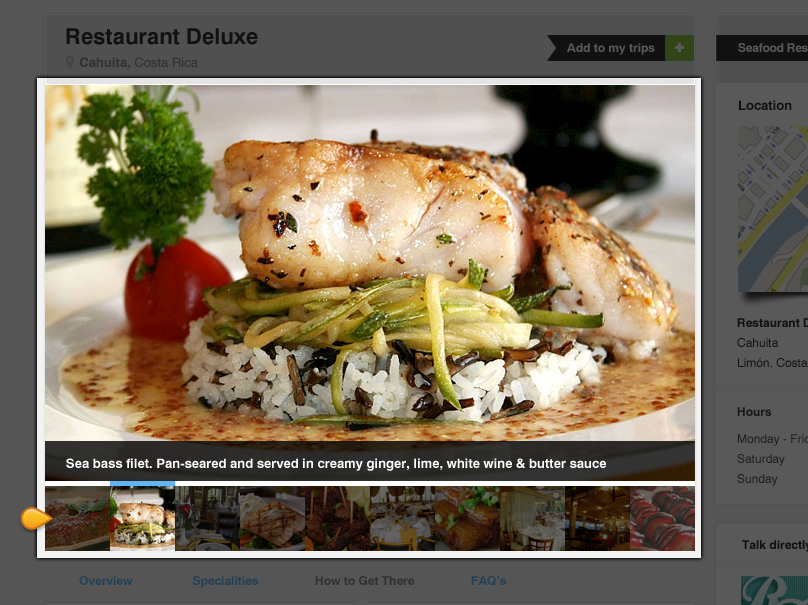 Restaurant Deluxe
Cahuita, Costa Rica
Add to my trips +
Seafood Res
Location
Sea bass filet. Pan-seared and served in creamy ginger, lime, white wine & butter sauce
Restaurant D
Cahuita
Limón, Costa
Hours
Monday - Fri
Saturday
Sunday
Talk directly
Overview
Specialities
How to Get There
FAQ's